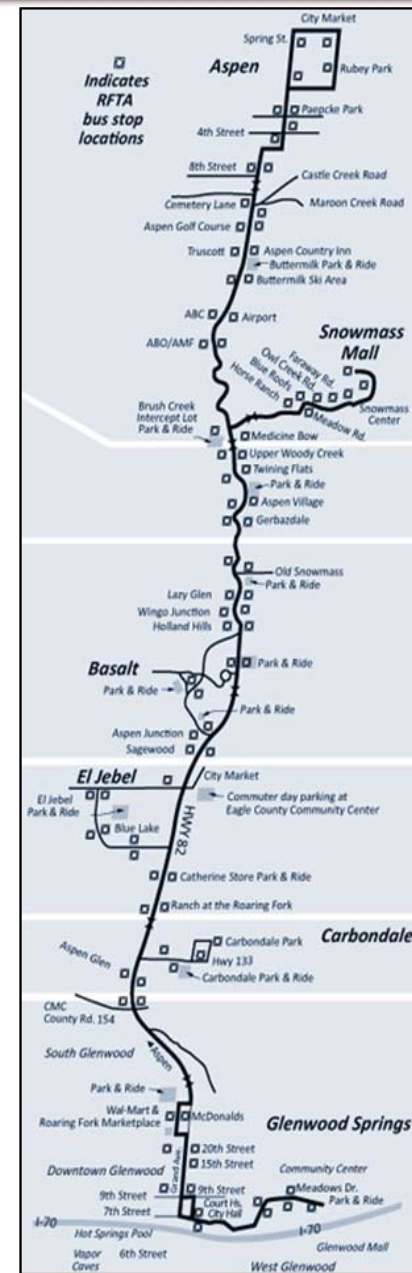 City Market
Spring St.
Aspen
Rubey Park
Indicates
RFTA
bus stop
locations
Paepcke Park
4th Street
8th Street
Castle Creek Road
Cemetery Lane
Maroon Creek Road
Aspen Golf Course
Truscott
Aspen Country Inn
Buttermilk Park & Ride
Buttermilk Ski Area
ABC
Airport
ABO/AMF
Snowmass
Mall
Faraway Rd.
Owl Creek Rd.
Blue Roofs
Horse Ranch
Snowmass
Center
Meadow Rd.
Brush Creek
Intercept Lot
Park & Ride
Medicine Bow
Upper Woody Creek
Twining Flats
Park & Ride
Aspen Village
Gerbazdale
Old Snowmass
Park & Ride
Lazy Glen
Wingo Junction
Holland Hills
Basalt
Park & Ride
Park & Ride
Park & Ride
Aspen Junction
Sagewood
El Jebel
City Market
El Jebel
Park & Ride
Commuter day parking at
Eagle County Community Center
Blue Lake
HWY 82
Catherine Store Park & Ride
Ranch at the Roaring Fork
Carbondale Park
Carbondale
Hwy 133
Aspen Glen
Carbondale Park & Ride
CMC
County Rd. 154
South Glenwood
Aspen
Park & Ride
Wal-Mart &
Roaring Fork Marketplace
McDonalds
Glenwood Springs
20th Street
15th Street
Community Center
Downtown Glenwood
Grand Ave.
Meadows Dr.
Park & Ride
9th Street
9th Street
Court Hs.
City Hall
7th Street
I-70
Hot Springs Pool
I-70
Glenwood Mall
Vapor
Caves
6th Street
West Glenwood